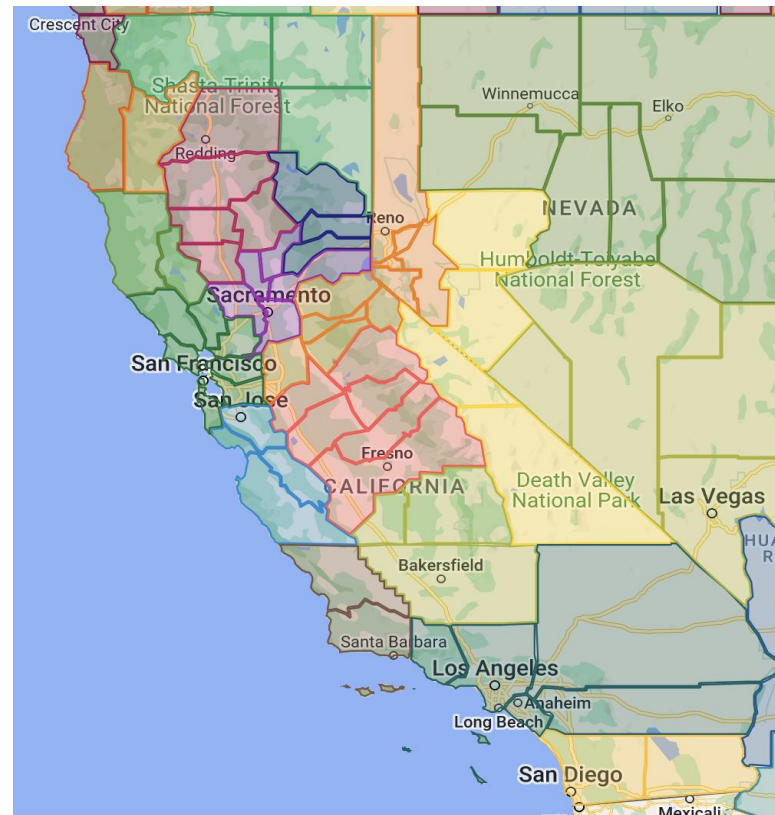 Crescent City
Shasta-Trinity
National Forest
Redding
Winnemucca
Elko
Reno
NEVADA
Humboldt-Toiyabe
National Forest
Sacramento
San Francisco
San Jose
Fresno
CALIFORNIA
Death Valley
National Park
Las Vegas
HUA
R
Bakersfield
Santa Barbara
Los Angeles
Anaheim
Long Beach
San Diego
Mexicali